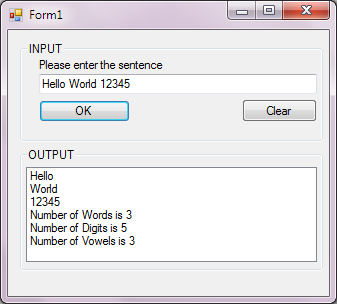 Form1
INPUT
Please enter the sentence
Hello World 12345
OK Clear
OUTPUT
Hello
World
12345
Number of Words is 3
Number of Digits is 5
Number of Vowels is 3